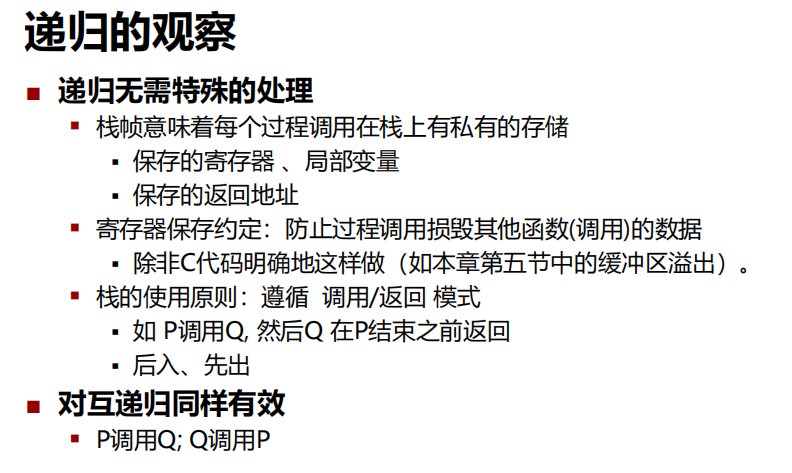 递归的观察
递归无需特殊的处理
栈帧意味着每个过程调用在栈上有私有的存储
保存的寄存器 、局部变量
保存的返回地址
寄存器保存约定：防止过程调用损毁其他函数(调用)的数据
除非C代码明确地这样做（如本章第五节中的缓冲区溢出）。
栈的使用原则：遵循 调用/返回 模式
如 P调用Q, 然后Q 在P结束之前返回
后入、先出
对互递归同样有效
P调用Q; Q调用P